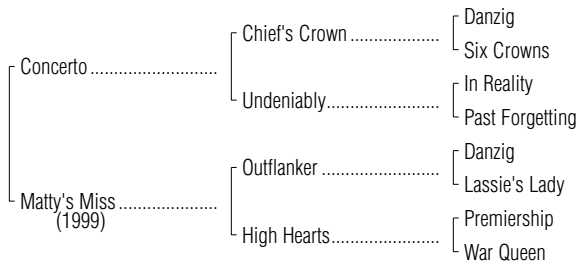 Danzig
Chief's Crown ....................
Six Crowns
Concerto ............................
In Reality
Undeniably.........................
Past Forgetting
Danzig
Outflanker ..........................
Lassie's Lady
Matty's Miss ......................
(1999)
Premiership
High Hearts........................
War Queen